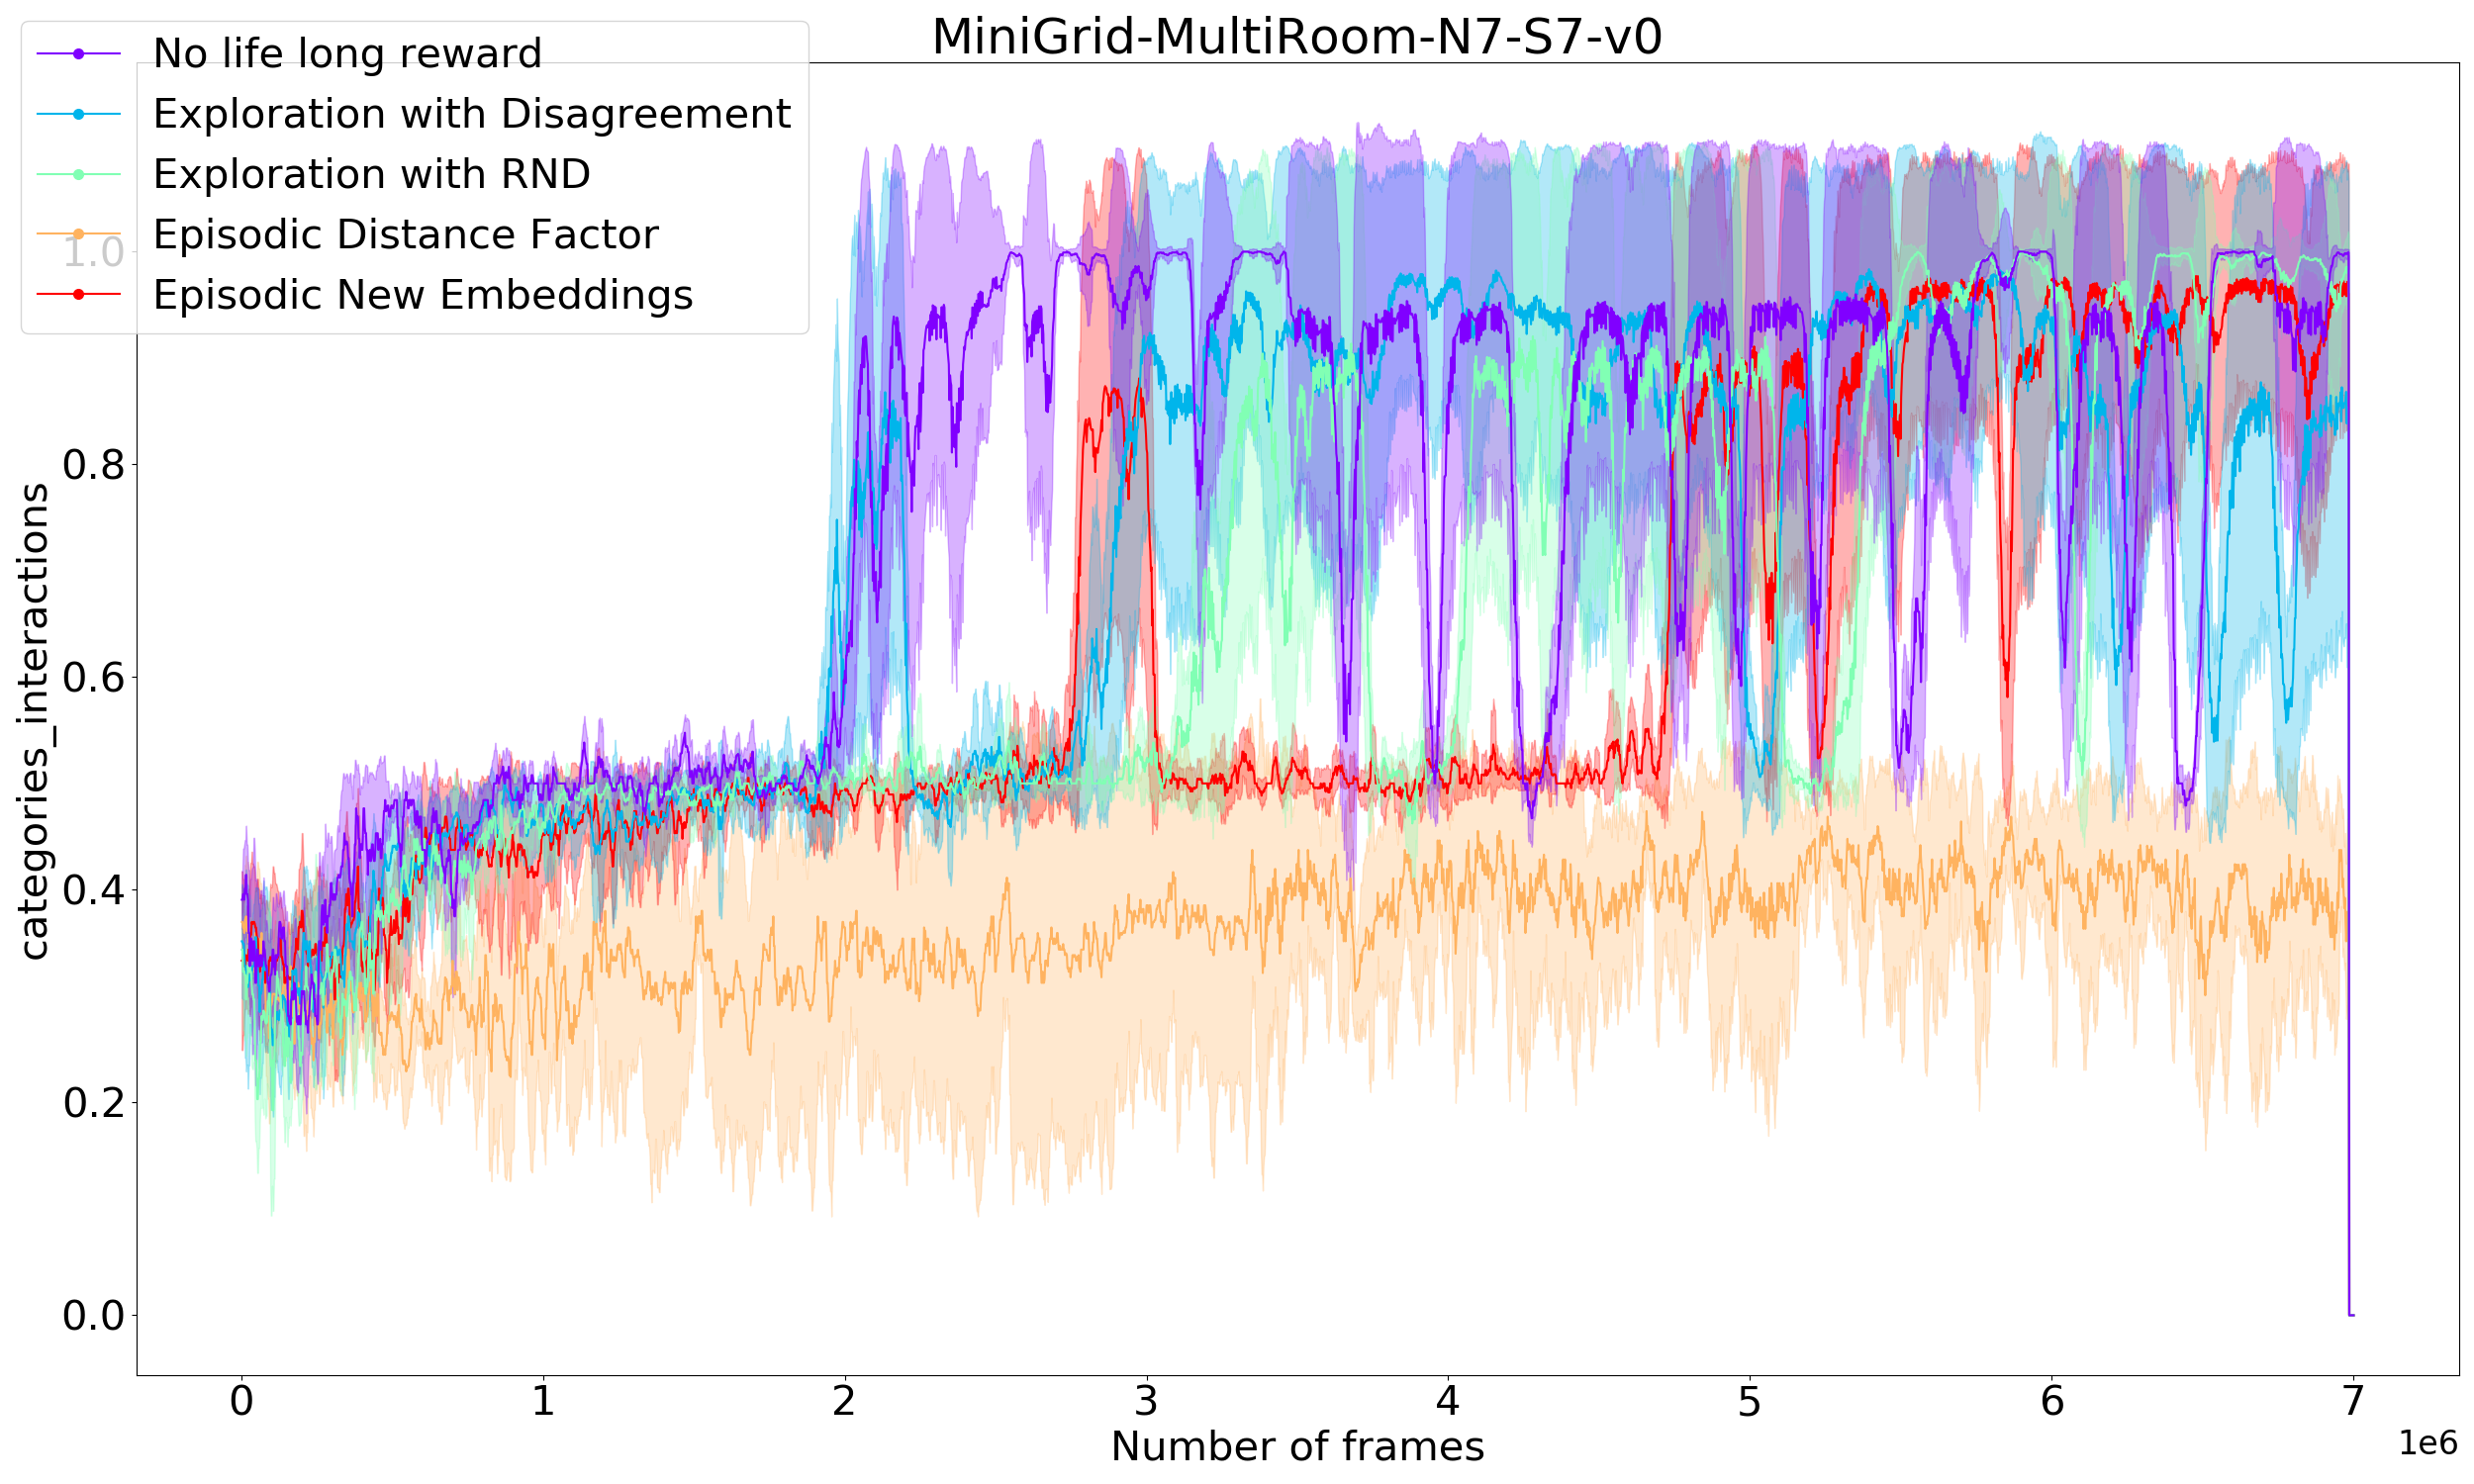 MiniGrid-MultiRoom-N7-S7-v0
No life long reward
Exploration with Disagreement
Exploration with RND
Episodic Distance Factor
Episodic New Embeddings
categories_interactions
1.0
0.8
0.6
0.4
0.2
0.0
0 1 2 3 4 5 6 7
1e6
Number of frames